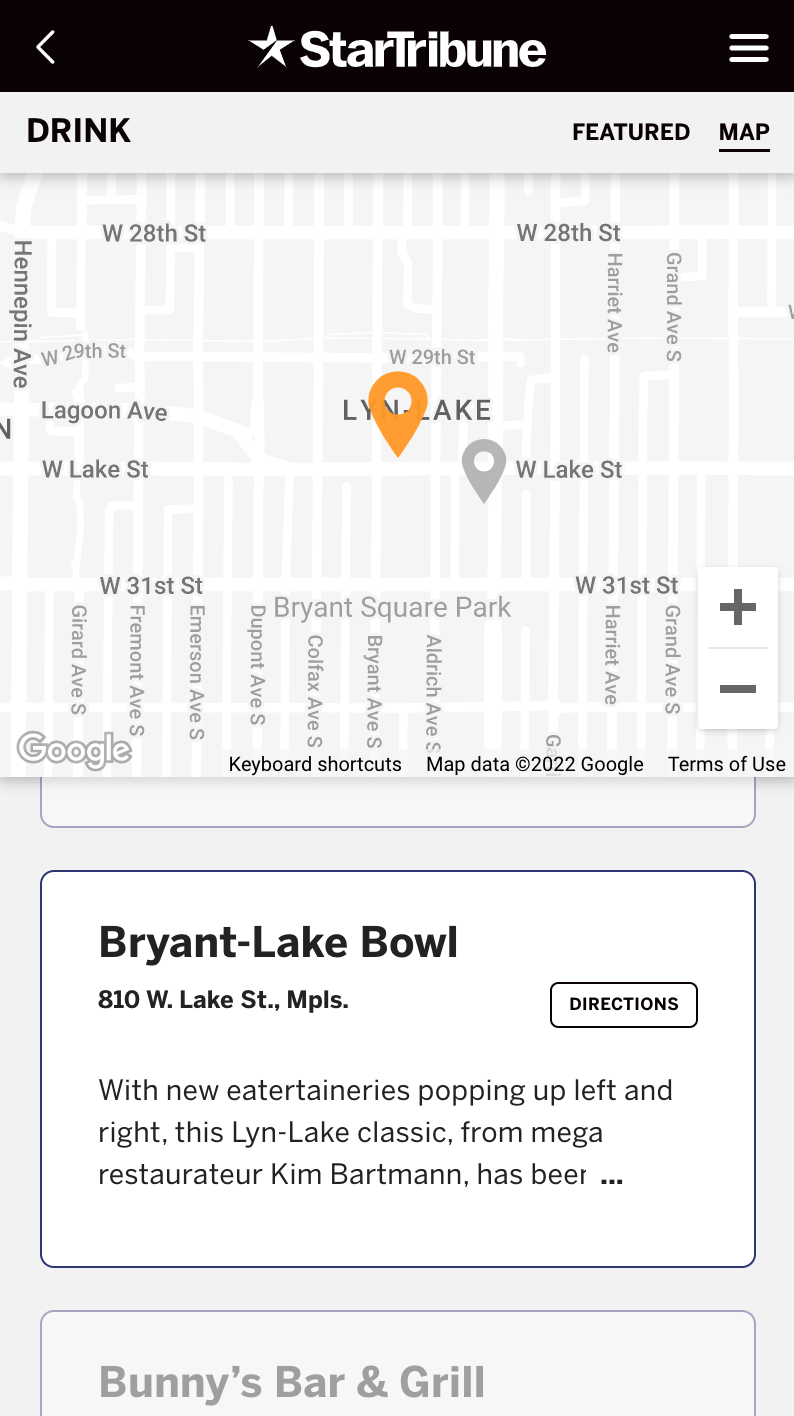 StarTribune
DRINK
FEATURED
MAP
W 28th St
W 28th St
Hennepin Ave
Harriet Ave
Grand Ave S
W 29th St
W 29th St
Lagoon Ave
LYN-LAKE
N
W Lake St
W Lake St
W 31st St
W 31st St
Bryant Square Park
Girard Ave S
Fremont Ave S
Emerson Ave S
Dupont Ave S
Colfax Ave S
Bryant Ave S
Aldrich Ave S
Harriet Ave
Grand Ave S
Google
Keyboard shortcuts
Map data ©2022 Google
Terms of Use
Bryant-Lake Bowl
810 W. Lake St., Mpls.
DIRECTIONS
With new eatertaineries popping up left and
right, this Lyn-Lake classic, from mega
restaurateur Kim Bartmann, has been ...
Bunny’s Bar & Grill